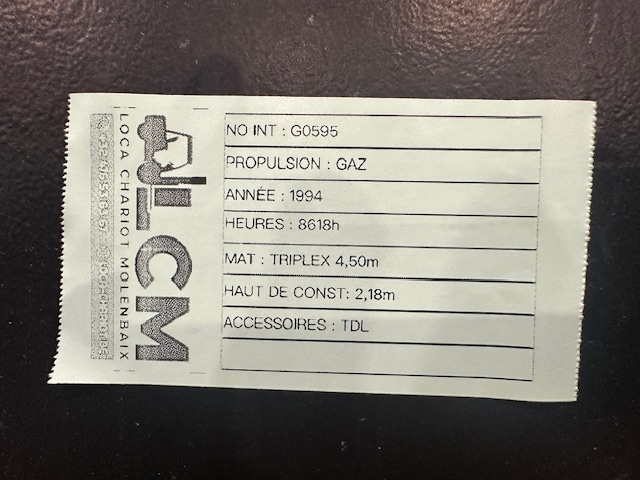 LCM
LOCA CHARIOT MOLENBAIX
NO INT : G0595
PROPULSION : GAZ
ANNÉE : 1994
HEURES : 8618h
MAT : TRIPLEX 4,50m
HAUT DE CONST: 2,18m
ACCESSOIRES : TDL